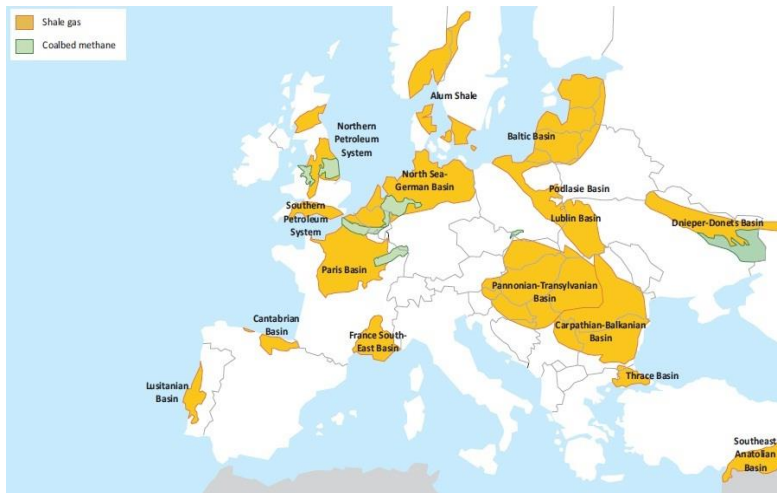 Shale gas
Coalbed methane
Alum Shale
Northern
Petroleum
System
Baltic Basin
North Sea-
German Basin
Podlasie Basin
Southern
Petroleum
System
Lublin Basin
Dnieper-Donets Basin
Paris Basin
Pannonian-Transylvanian
Basin
Cantabrian
Basin
France South-
East Basin
Carpathian-Balkanian
Basin
Lusitanian
Basin
Thrace Basin
Southeast
Anatolian
Basin